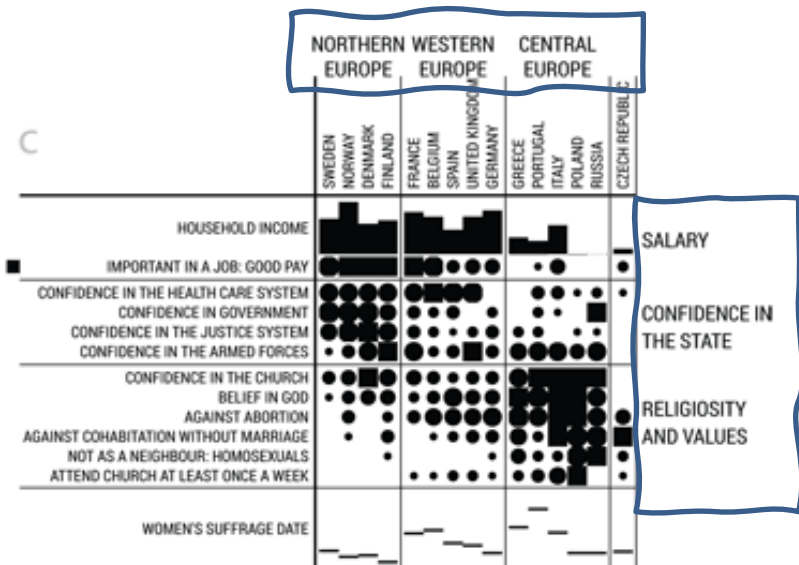 NORTHERN WESTERN CENTRAL
EUROPE EUROPE EUROPE
C
SWEDEN
NORWAY
DENMARK
FINLAND
FRANCE
BELGIUM
SPAIN
UNITED KINGDOM
GERMANY
GREECE
PORTUGAL
ITALY
POLAND
RUSSIA
CZECH REPUBLIC
HOUSEHOLD INCOME
SALARY
IMPORTANT IN A JOB: GOOD PAY
CONFIDENCE IN THE HEALTH CARE SYSTEM
CONFIDENCE IN GOVERNMENT
CONFIDENCE IN THE JUSTICE SYSTEM
CONFIDENCE IN THE ARMED FORCES
CONFIDENCE IN
THE STATE
CONFIDENCE IN THE CHURCH
BELIEF IN GOD
AGAINST ABORTION
AGAINST COHABITATION WITHOUT MARRIAGE
NOT AS A NEIGHBOUR: HOMOSEXUALS
ATTEND CHURCH AT LEAST ONCE A WEEK
RELIGIOSITY
AND VALUES
WOMEN'S SUFFRAGE DATE